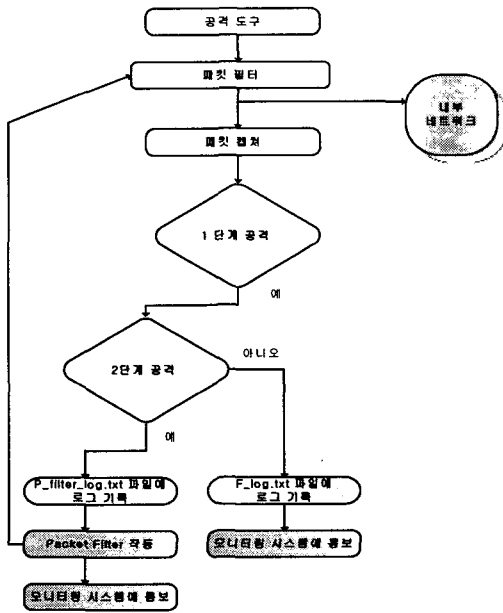 공격 도구
패킷 필터
내부
네트워크
패킷 캡쳐
1 단계 공격
예
2단계 공격
아니오
예
P_filter_log.txt 파일에
로그 기록
F_log.txt 파일에
로그 기록
Packet Filter 작동
모니터링 시스템에 통보
모니터링 시스템에 통보